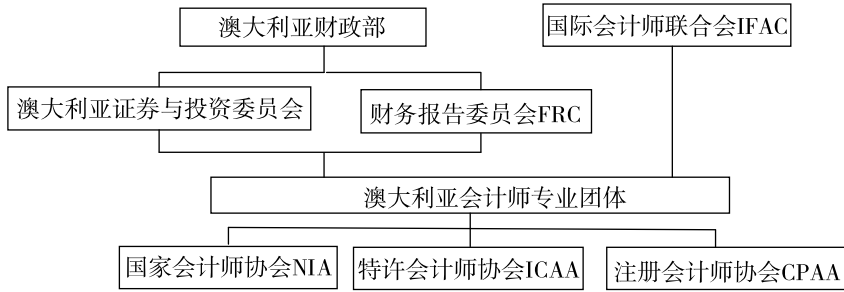 澳大利亚财政部
国际会计师联合会IFAC
澳大利亚证券与投资委员会
财务报告委员会FRC
澳大利亚会计师专业团体
国家会计师协会NIA
特许会计师协会ICAA
注册会计师协会CPAA